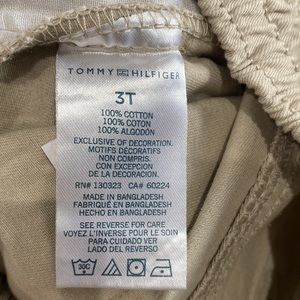 TOMMY HILFIGER
3T
100% COTTON
100% COTON
100% ALGODÓN
EXCLUSIVE OF DECORATION.
MOTIFS DÉCORATIFS
NON COMPRIS.
CON EXCEPCIÓN
DE LA DECORACIÓN.
RN# 130323 CA# 60224
MADE IN BANGLADESH
FABRIQUÉ EN BANGLADESH
HECHO EN BANGLADESH
SEE REVERSE FOR CARE
VOYEZ L'INVERSE POUR LE SOIN
PARA CUIDADO VER
LADO DEL REVERSO
30C